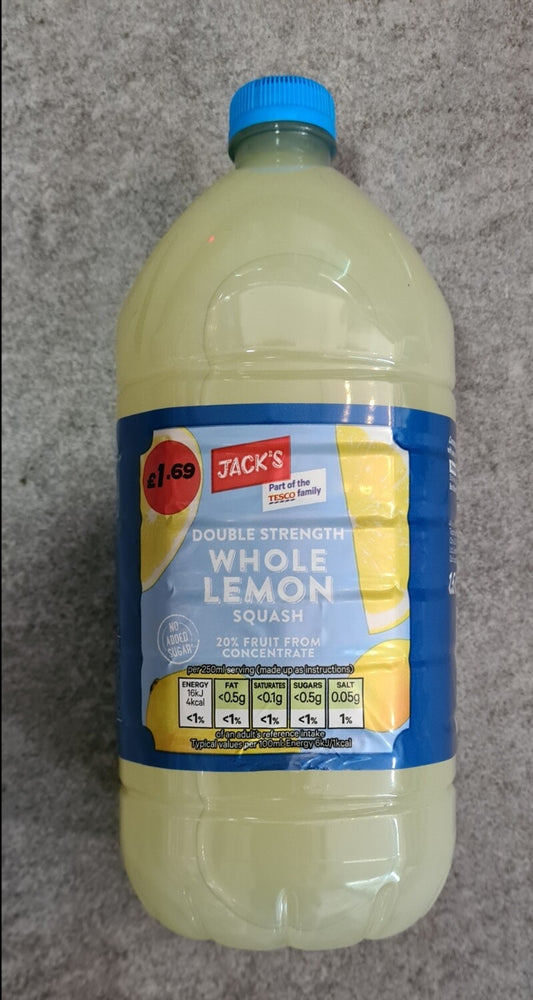 £1.69
JACK'S
Part of the
TESCO family
DOUBLE STRENGTH
WHOLE
LEMON
SQUASH
NO
ADDED
SUGAR*
20% FRUIT FROM
CONCENTRATE
per 250ml serving (made up as instructions)
ENERGY FAT SATURATES SUGARS SALT
16kJ
4kcal <0.5g <0.1g <0.5g 0.05g
<1% <1% <1% <1% 1%
of an adult's reference intake
Typical values per 100ml: Energy 6kJ/1kcal